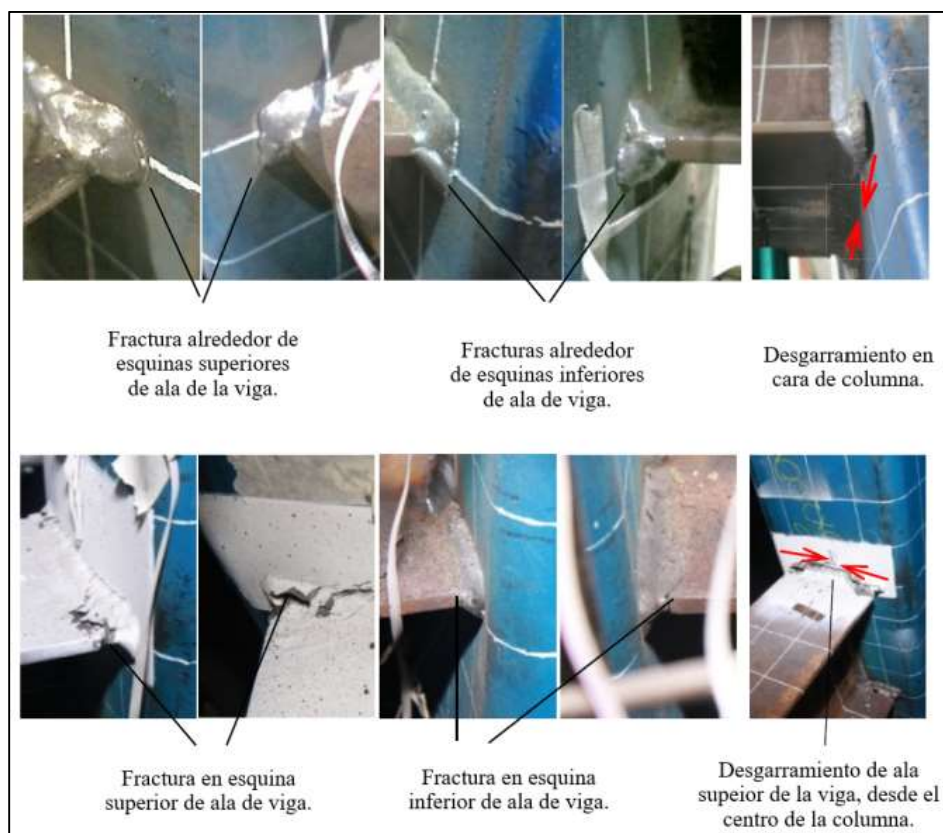 Fractura alrededor de
esquinas superiores
de ala de la viga.
Fracturas alrededor
de esquinas inferiores
de ala de viga.
Desgarramiento en
cara de columna.
Fractura en esquina
superior de ala de viga.
Fractura en esquina
inferior de ala de viga.
Desgarramiento de ala
supeior de la viga, desde el
centro de la columna.